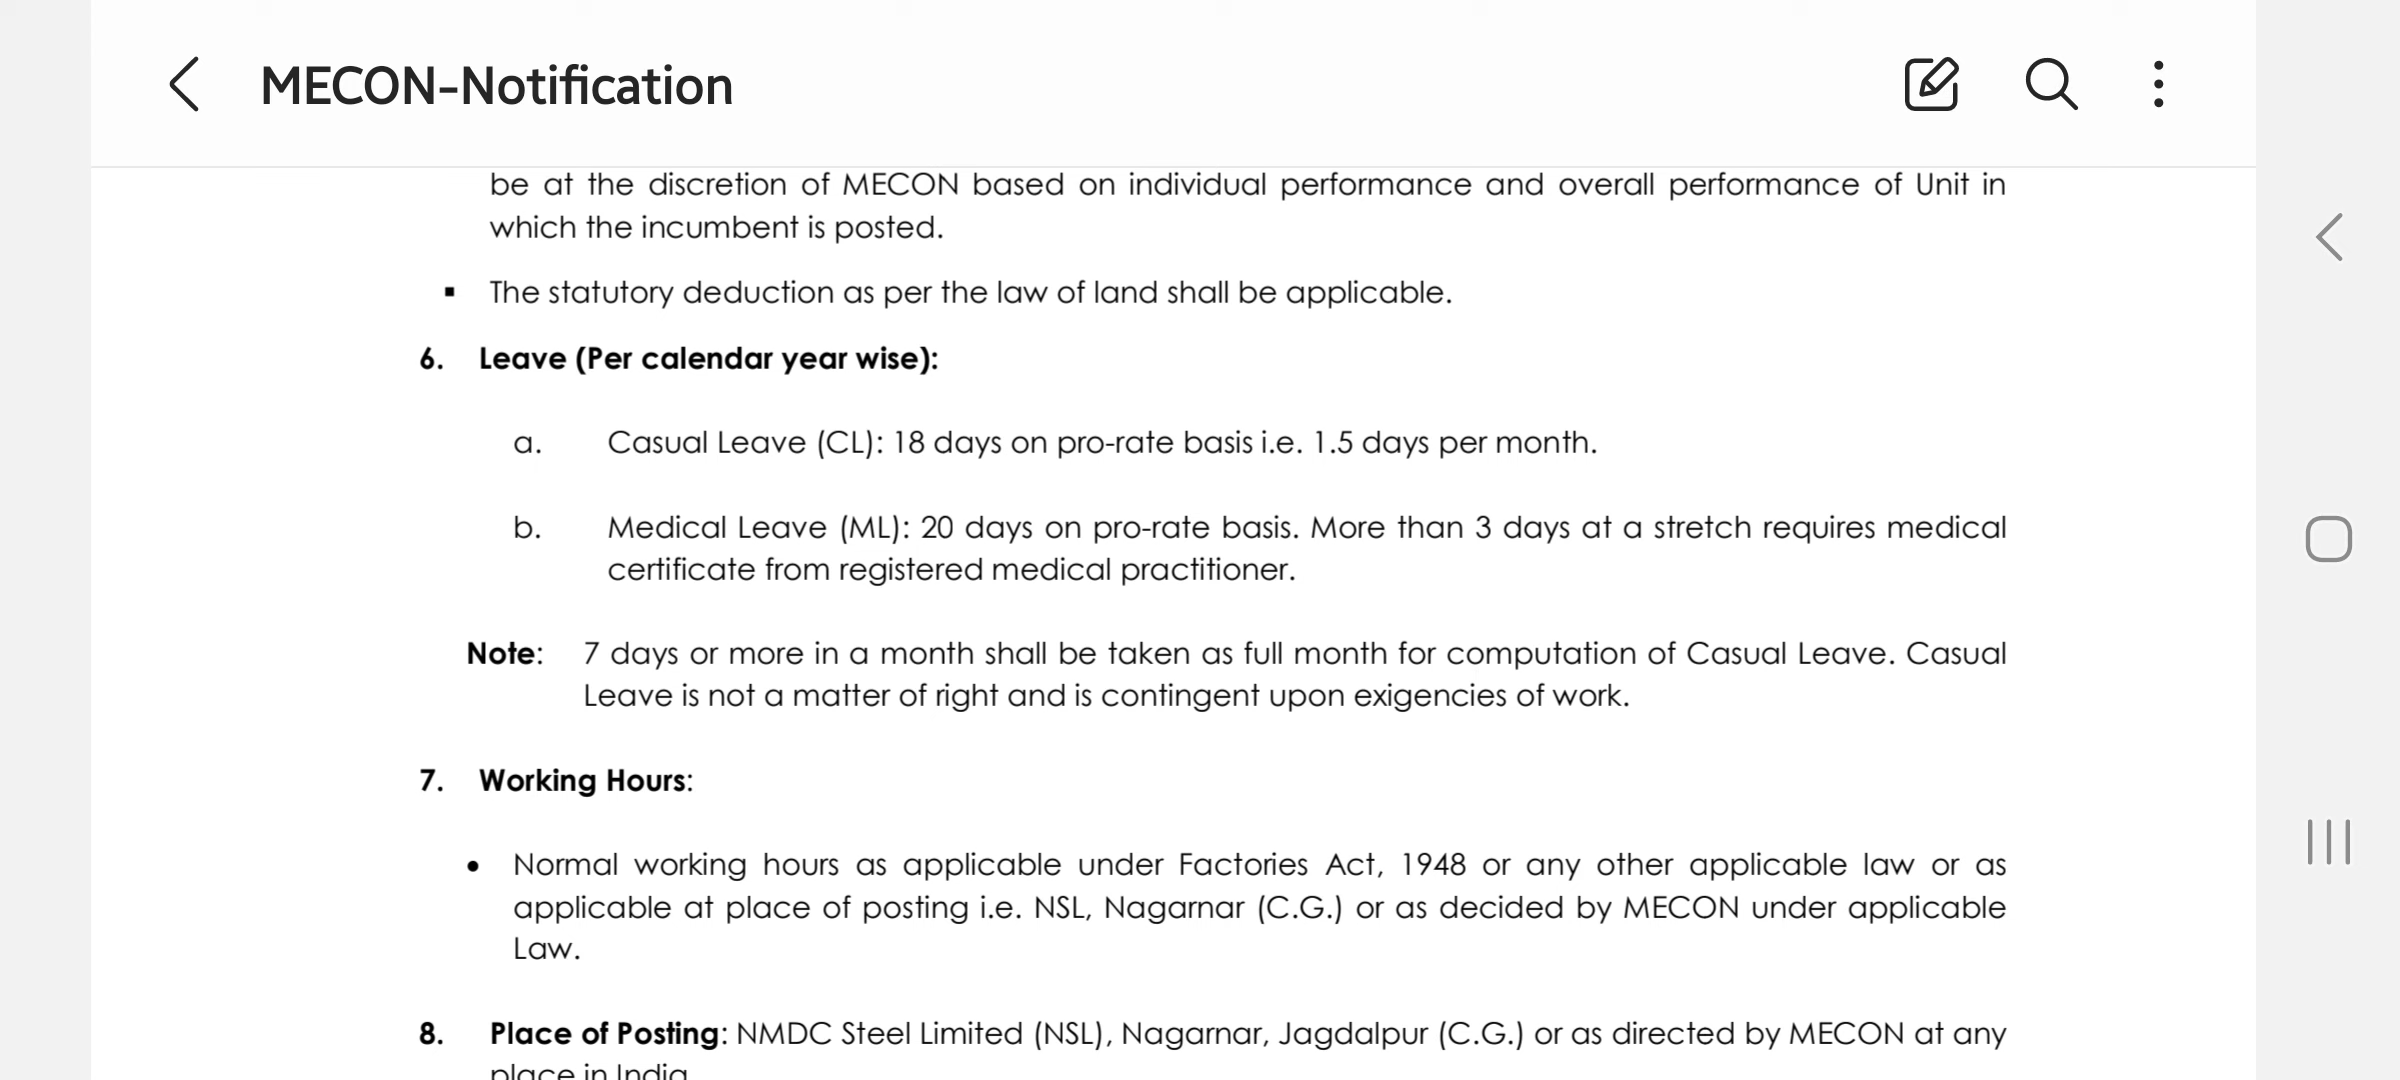 MECON-Notification
be at the discretion of MECON based on individual performance and overall performance of Unit in
which the incumbent is posted.
▪ The statutory deduction as per the law of land shall be applicable.
6. Leave (Per calendar year wise):
a. Casual Leave (CL): 18 days on pro-rate basis i.e. 1.5 days per month.
b. Medical Leave (ML): 20 days on pro-rate basis. More than 3 days at a stretch requires medical
certificate from registered medical practitioner.
Note: 7 days or more in a month shall be taken as full month for computation of Casual Leave. Casual
Leave is not a matter of right and is contingent upon exigencies of work.
7. Working Hours:
• Normal working hours as applicable under Factories Act, 1948 or any other applicable law or as
applicable at place of posting i.e. NSL, Nagarnar (C.G.) or as decided by MECON under applicable
Law.
8. Place of Posting: NMDC Steel Limited (NSL), Nagarnar, Jagdalpur (C.G.) or as directed by MECON at any
place in India